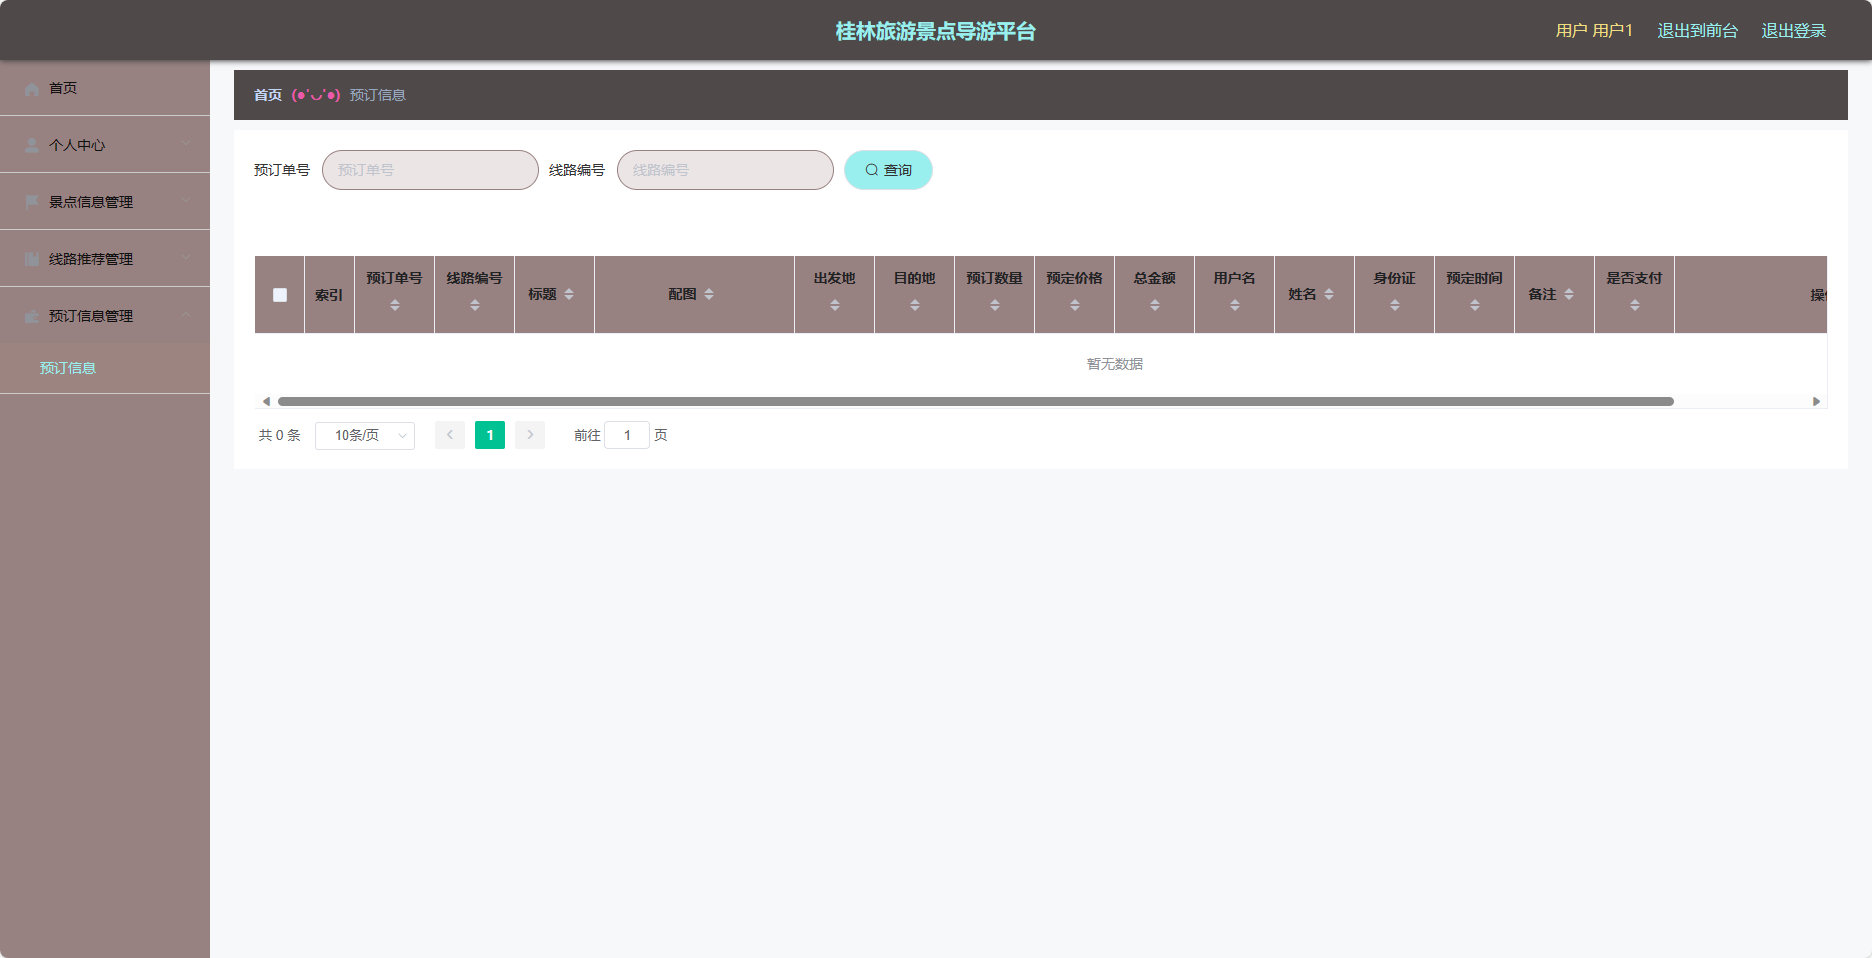 桂林旅游景点导游平台
用户 用户1 退出到前台 退出登录
首页
个人中心
景点信息管理
线路推荐管理
预订信息管理
预订信息
首页 (●'◡'●) 预订信息
预订单号 预订单号 线路编号 线路编号 查询
索引 预订单号 线路编号 标题 配图 出发地 目的地 预订数量 预定价格 总金额 用户名 姓名 身份证 预定时间 备注 是否支付 操
暂无数据
共 0 条 10条/页 1 前往 1 页